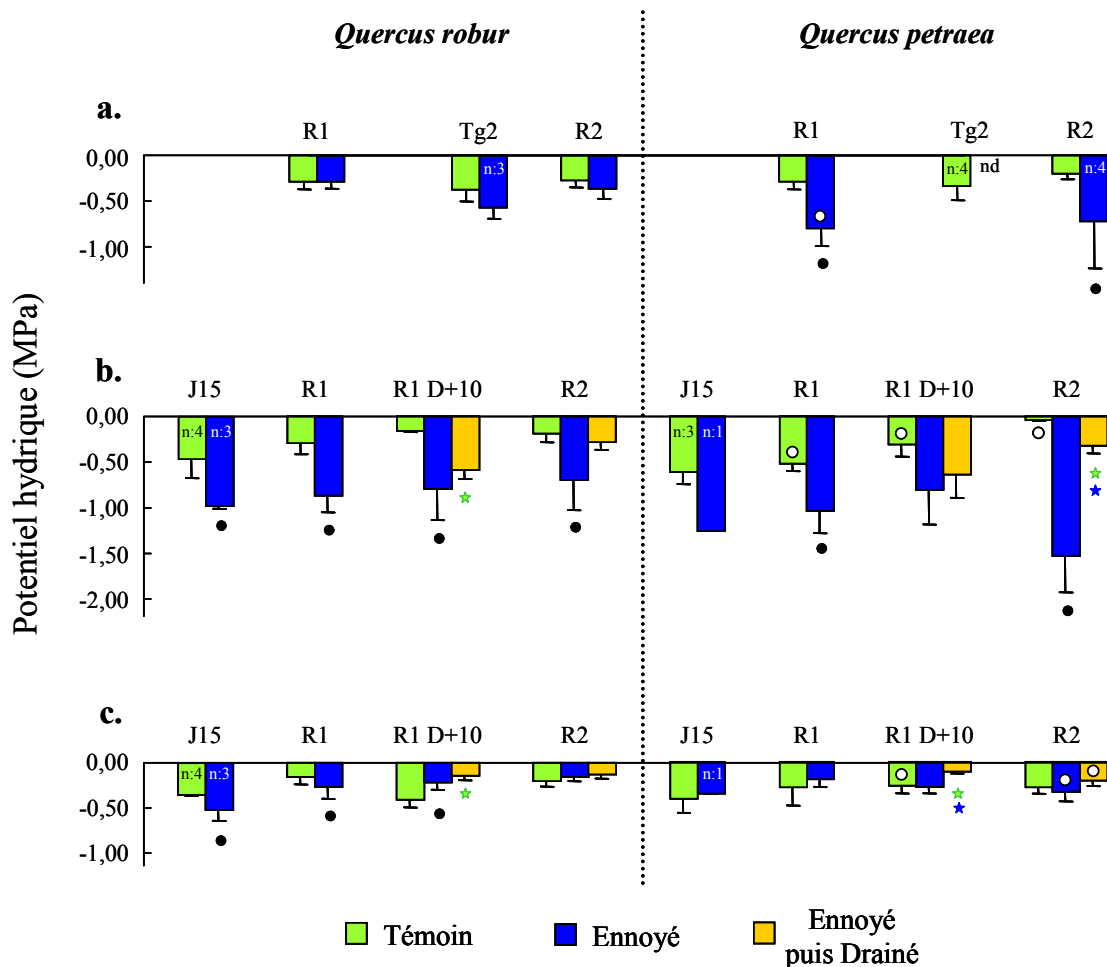 Quercus robur
Quercus petraea
Potentiel hydrique (MPa)
a.
R1
Tg2
R2
R1
Tg2
R2
0,00
-0,50
-1,00
n:3
n:4
nd
n:4
b.
J15
R1
R1 D+10
R2
J15
R1
R1 D+10
R2
0,00
-0,50
-1,00
-1,50
-2,00
n:4
n:3
n:3
n:1
c.
J15
R1
R1 D+10
R2
J15
R1
R1 D+10
R2
0,00
-0,50
-1,00
n:4
n:3
n:1
Témoin
Ennoyé
Ennoyé
puis Drainé